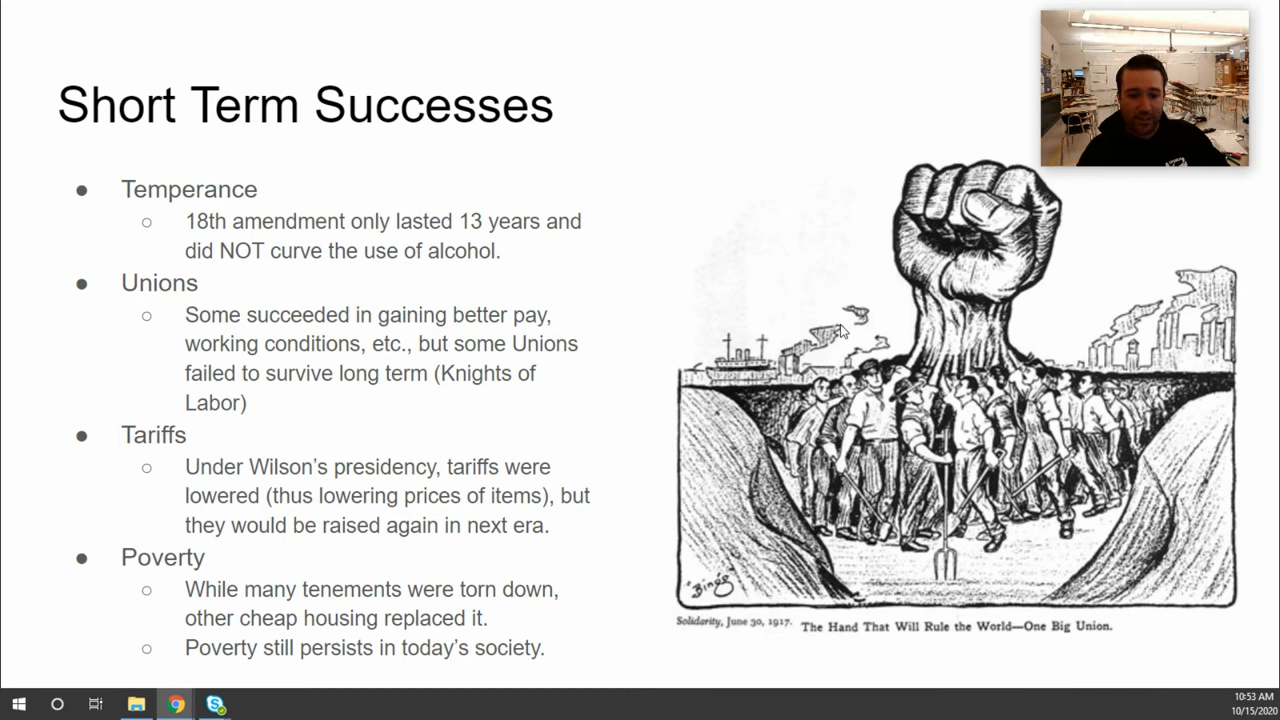 Short Term Successes
● Temperance
○ 18th amendment only lasted 13 years and
did NOT curve the use of alcohol.
● Unions
○ Some succeeded in gaining better pay,
working conditions, etc., but some Unions
failed to survive long term (Knights of
Labor)
● Tariffs
○ Under Wilson’s presidency, tariffs were
lowered (thus lowering prices of items), but
they would be raised again in next era.
● Poverty
○ While many tenements were torn down,
other cheap housing replaced it.
○ Poverty still persists in today’s society.
"Bingo"
Solidarity, June 30, 1917. The Hand That Will Rule the World—One Big Union.
10:53 AM
10/15/2020